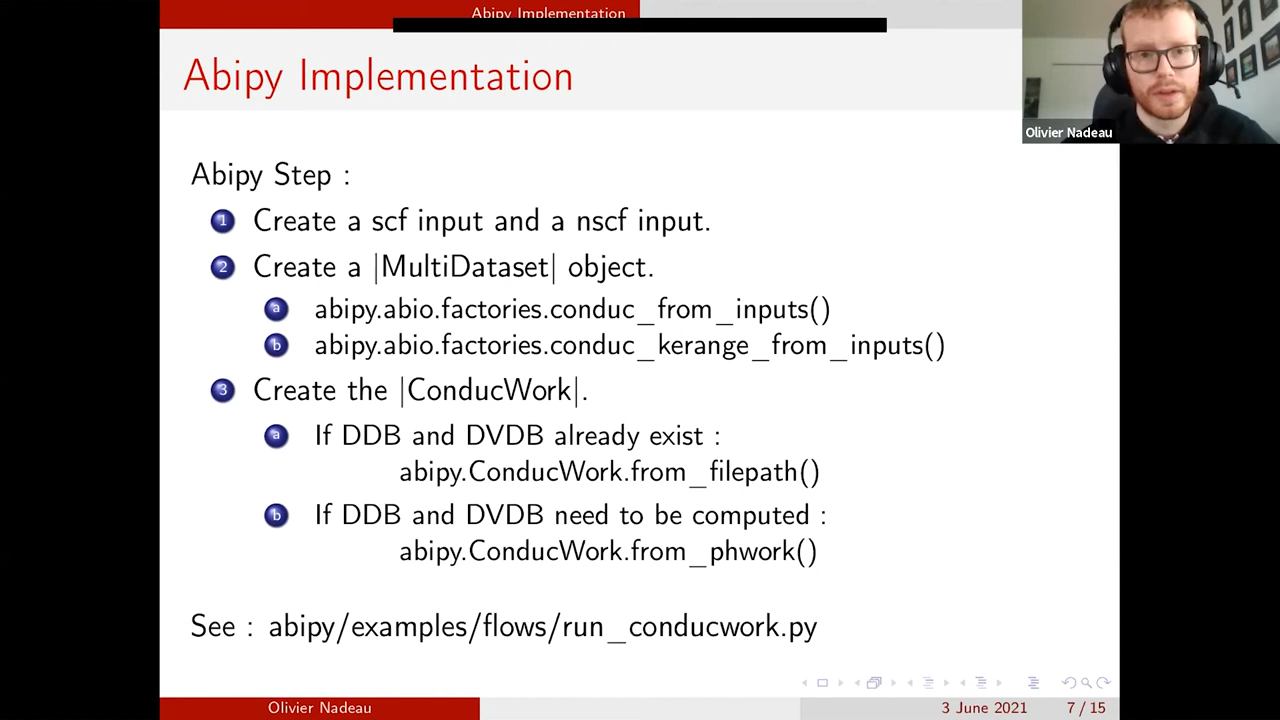 Abipy Implementation
Abipy Implementation
Olivier Nadeau
Abipy Step :
1 Create a scf input and a nscf input.
2 Create a |MultiDataset| object.
a abipy.abio.factories.conduc_from_inputs()
b abipy.abio.factories.conduc_kerange_from_inputs()
3 Create the |ConducWork|.
a If DDB and DVDB already exist :
abipy.ConducWork.from_filepath()
b If DDB and DVDB need to be computed :
abipy.ConducWork.from_phwork()
See : abipy/examples/flows/run_conducwork.py
Olivier Nadeau 3 June 2021 7 / 15